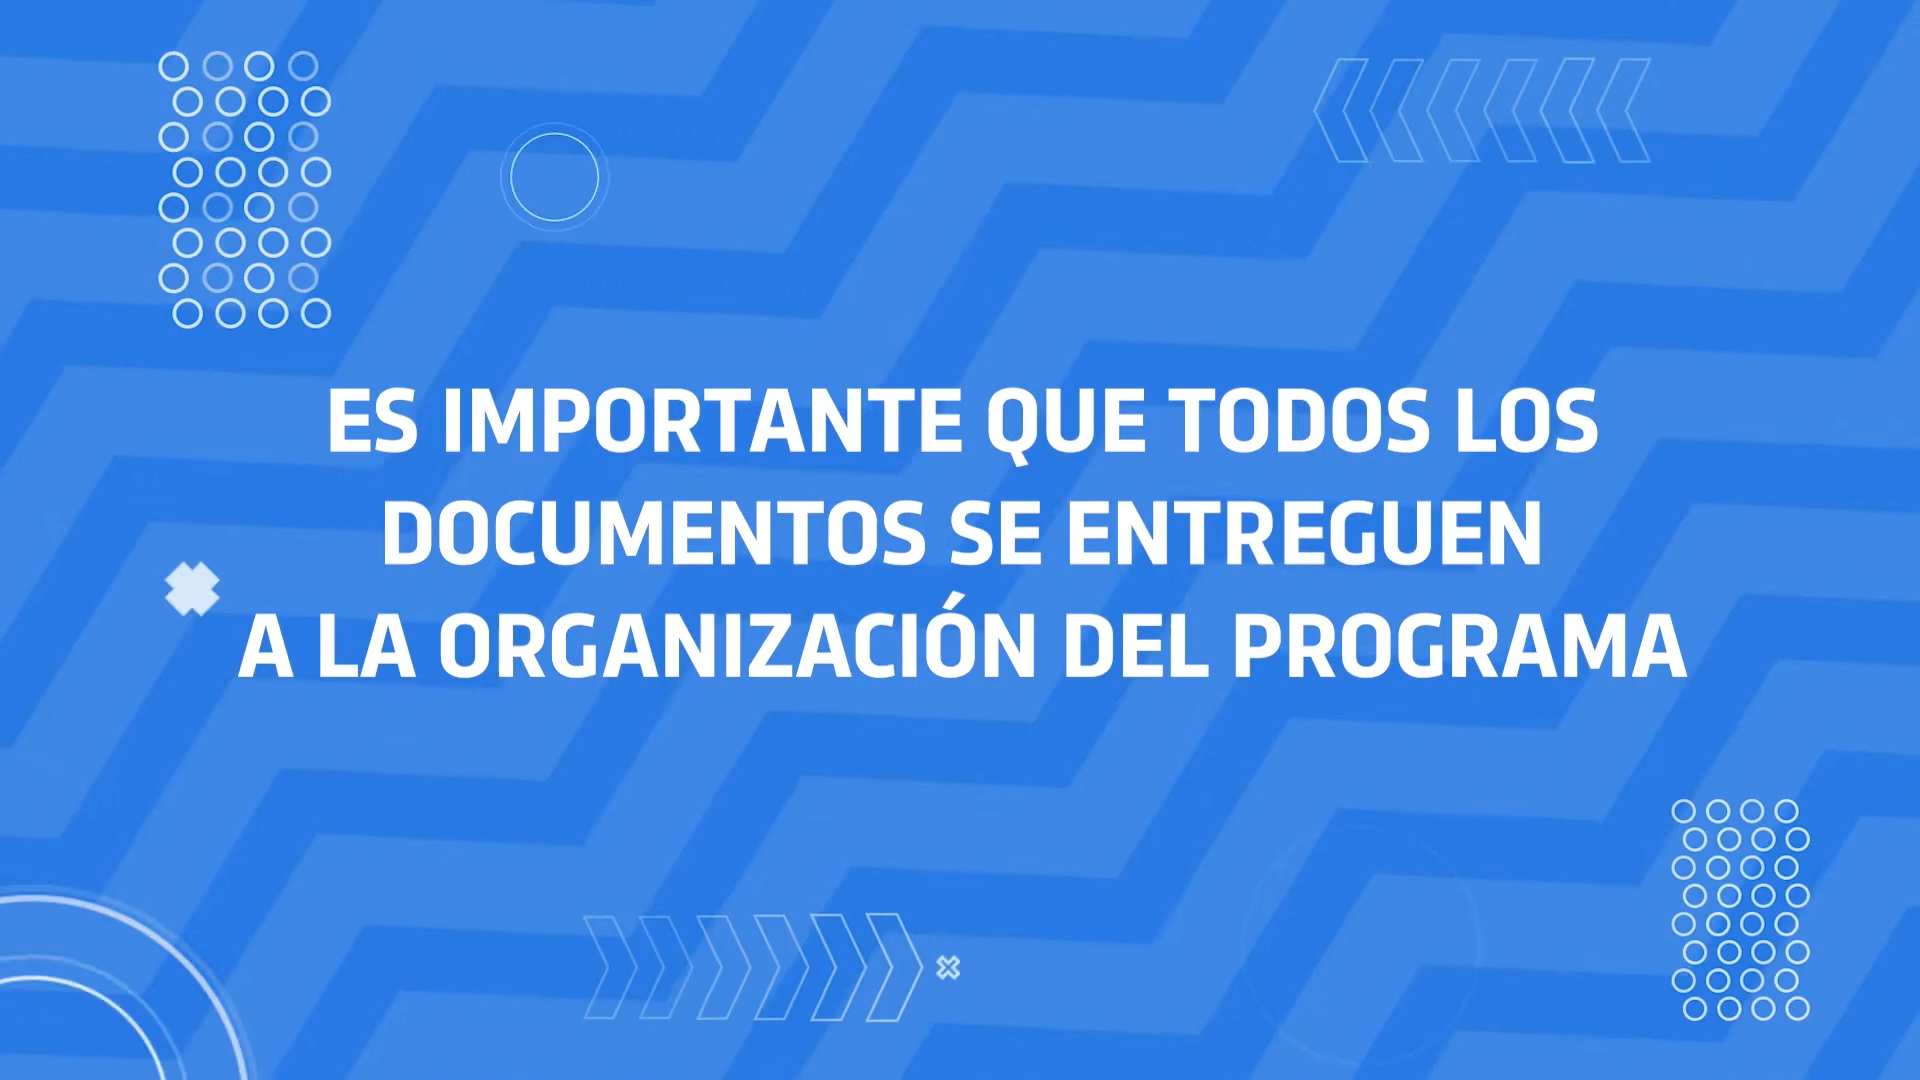 ES IMPORTANTE QUE TODOS LOS
DOCUMENTOS SE ENTREGUEN
A LA ORGANIZACIÓN DEL PROGRAMA